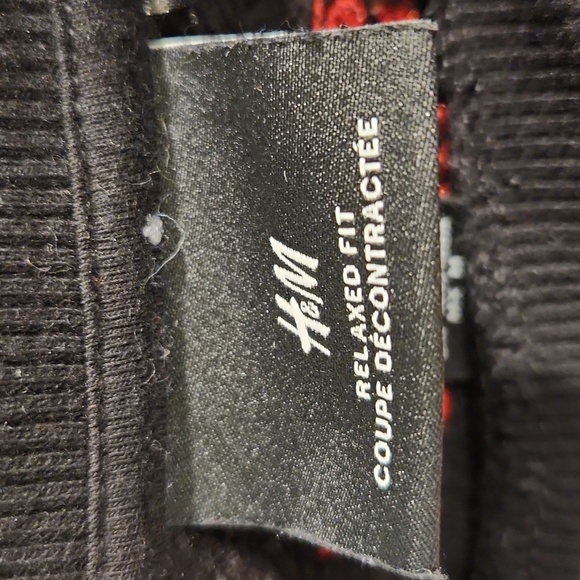 H&M
RELAXED FIT
COUPE DÉCONTRACTÉE